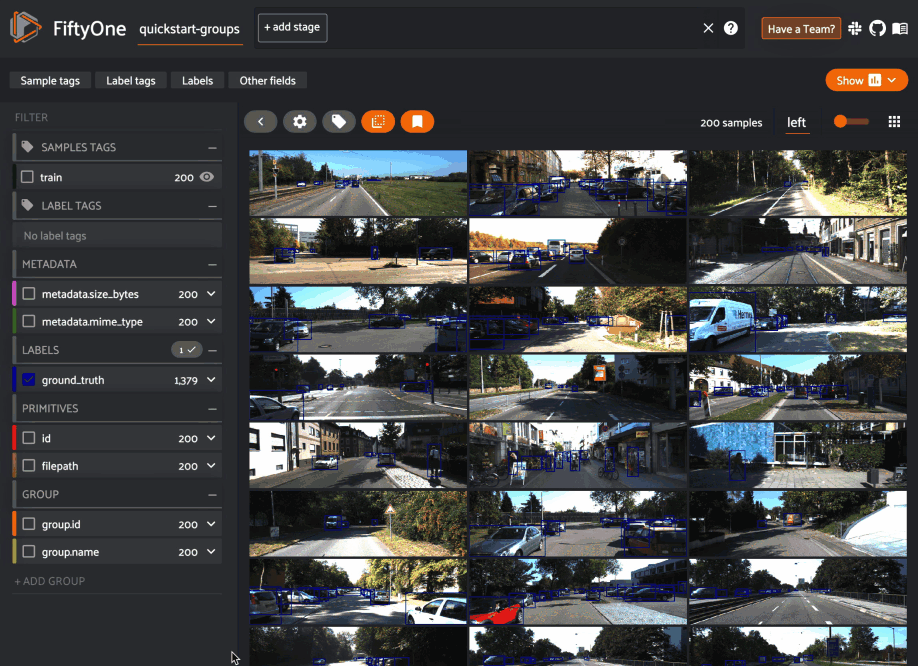 FiftyOne
quickstart-groups
+ add stage
Have a Team?
Sample tags
Label tags
Labels
Other fields
Show
FILTER
200 samples
left
SAMPLES TAGS
train 200
LABEL TAGS
No label tags
METADATA
metadata.size_bytes 200
metadata.mime_type 200
LABELS 1
ground_truth 1,379
PRIMITIVES
id 200
filepath 200
GROUP
group.id 200
group.name 200
+ ADD GROUP